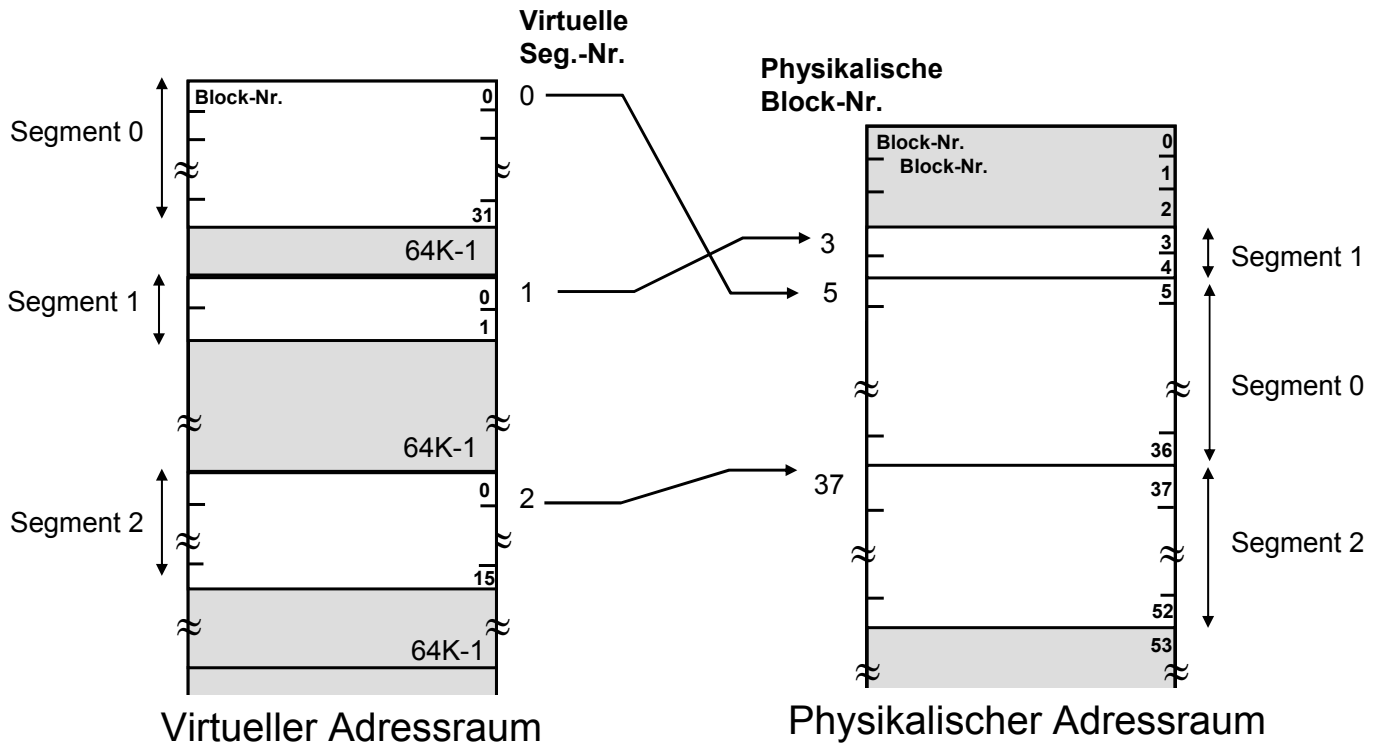 Virtuelle
Seg.-Nr.
Physikalische
Block-Nr.
Segment 0
Block-Nr.
0
31
64K-1
Segment 1
0
1
64K-1
Segment 2
0
15
64K-1
0
1
2
3
5
37
Block-Nr.
Block-Nr.
0
1
2
3
4
5
36
37
52
53
Segment 1
Segment 0
Segment 2
Virtueller Adressraum
Physikalischer Adressraum